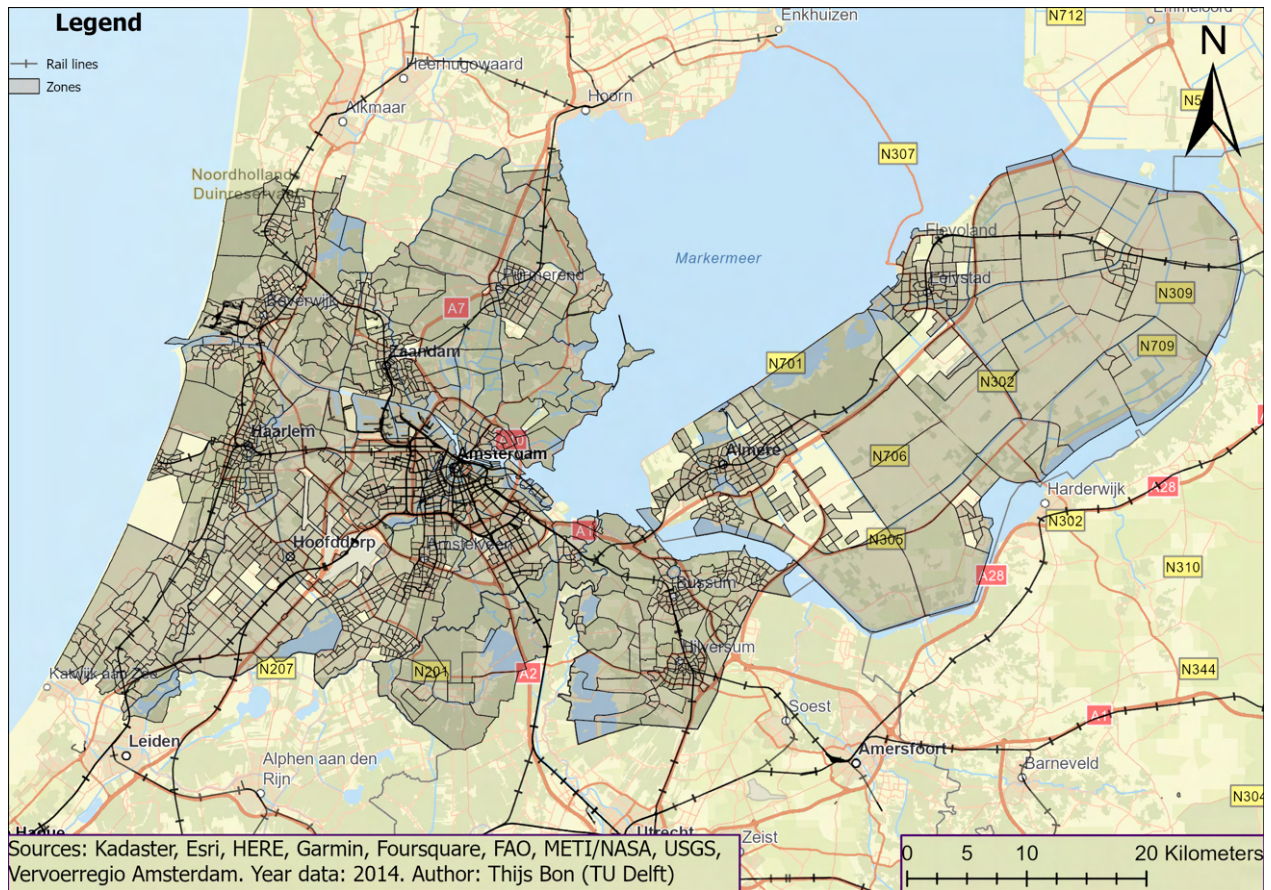 Legend
Rail lines
Zones
Enkhuizen
N712
Emmeloord
N
Heerhugowaard
Hoorn
Alkmaar
N5
N307
Noordhollands
Duinreservaat
Flevoland
Markermeer
Lelystad
Purmerend
N309
Beverwijk
A7
N709
Zaandam
N701
N302
Haarlem
A10
Amsterdam
Almere
N706
Harderwijk
A28
N302
A1
Hoofddorp
Amstelveen
N305
N310
A28
Bussum
Hilversum
Katwijk aan Zee
N207
N201
A2
N344
Soest
A1
Leiden
Amersfoort
Alphen aan den
Rijn
Barneveld
N304
Hague
Utrecht
Zeist
Sources: Kadaster, Esri, HERE, Garmin, Foursquare, FAO, METI/NASA, USGS,
Vervoerregio Amsterdam. Year data: 2014. Author: Thijs Bon (TU Delft)
0 5 10 20 Kilometers